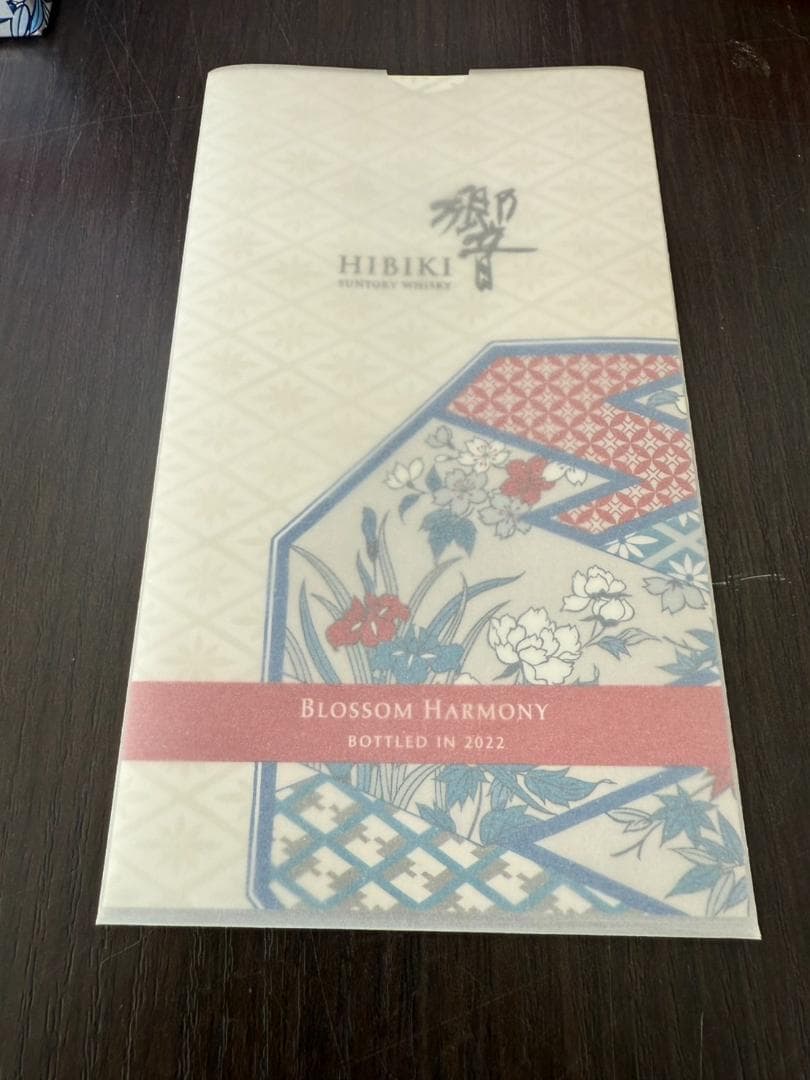 響
HIBIKI
SUNTORY WHISKY
BLOSSOM HARMONY
BOTTLED IN 2022